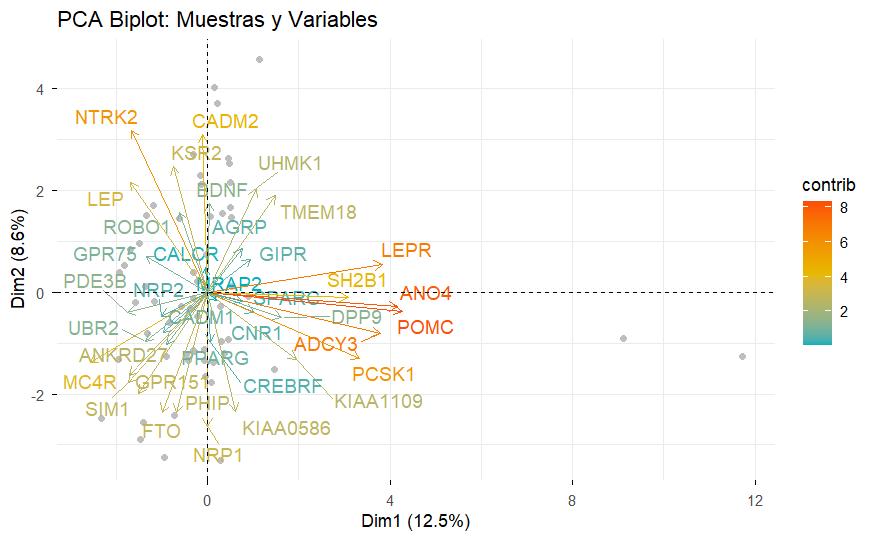 PCA Biplot: Muestras y Variables
contrib
8
6
4
2
Dim2 (8.6%)
4
2
0
-2
NTRK2
CADM2
KSR2
UHMK1
LEP
BDNF
TMEM18
ROBO1
AGRP
GPR75
CALCR
GIPR
LEPR
PDE3B
NRP2
MRAP2
SPARC
SH2B1
ANO4
UBR2
CADM1
DPP9
POMC
CNR1
ADCY3
ANKRD27
PPARG
PCSK1
MC4R
GPR151
CREBRF
SIM1
PHIP
KIAA1109
FTO
KIAA0586
NRP1
0
4
8
12
Dim1 (12.5%)